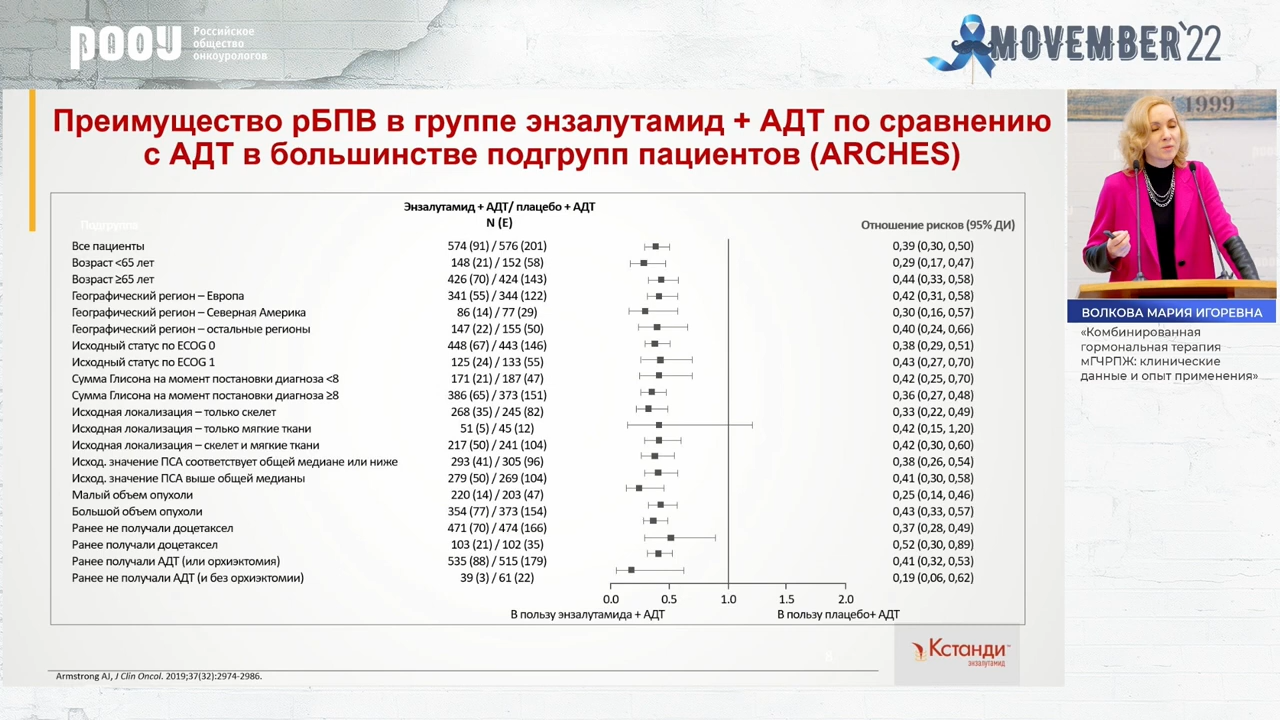 РООУ
Российское
общество
онкоурологов
MOVEMBER`22
Преимущество рБПВ в группе энзалутамид + АДТ по сравнению
с АДТ в большинстве подгрупп пациентов (ARCHES)
Энзалутамид + АДТ/ плацебо + АДТ
Подгруппа N (E) Отношение рисков (95% ДИ)
Все пациенты 574 (91) / 576 (201) 0,39 (0,30, 0,50)
Возраст <65 лет 148 (21) / 152 (58) 0,29 (0,17, 0,47)
Возраст ≥65 лет 426 (70) / 424 (143) 0,44 (0,33, 0,58)
Географический регион – Европа 341 (55) / 344 (122) 0,42 (0,31, 0,58)
Географический регион – Северная Америка 86 (14) / 77 (29) 0,30 (0,16, 0,57)
Географический регион – остальные регионы 147 (22) / 155 (50) 0,40 (0,24, 0,66)
Исходный статус по ECOG 0 448 (67) / 443 (146) 0,38 (0,29, 0,51)
Исходный статус по ECOG 1 125 (24) / 133 (55) 0,43 (0,27, 0,70)
Сумма Глисона на момент постановки диагноза <8 171 (21) / 187 (47) 0,42 (0,25, 0,70)
Сумма Глисона на момент постановки диагноза ≥8 386 (65) / 373 (151) 0,36 (0,27, 0,48)
Исходная локализация – только скелет 268 (35) / 245 (82) 0,33 (0,22, 0,49)
Исходная локализация – только мягкие ткани 51 (5) / 45 (12) 0,42 (0,15, 1,20)
Исходная локализация – скелет и мягкие ткани 217 (50) / 241 (104) 0,42 (0,30, 0,60)
Исход. значение ПСА соответствует общей медиане или ниже 293 (41) / 305 (96) 0,38 (0,26, 0,54)
Исход. значение ПСА выше общей медианы 279 (50) / 269 (104) 0,41 (0,30, 0,58)
Малый объем опухоли 220 (14) / 203 (47) 0,25 (0,14, 0,46)
Большой объем опухоли 354 (77) / 373 (154) 0,43 (0,33, 0,57)
Ранее не получали доцетаксел 471 (70) / 474 (166) 0,37 (0,28, 0,49)
Ранее получали доцетаксел 103 (21) / 102 (35) 0,52 (0,30, 0,89)
Ранее получали АДТ (или орхиэктомия) 535 (88) / 515 (179) 0,41 (0,32, 0,53)
Ранее не получали АДТ (и без орхиэктомии) 39 (3) / 61 (22) 0,19 (0,06, 0,62)
0.0 0.5 1.0 1.5 2.0
В пользу энзалутамида + АДТ В пользу плацебо+ АДТ
Кстанди™
энзалутамид
Armstrong AJ, J Clin Oncol. 2019;37(32):2974-2986.
1999
ВОЛКОВА МАРИЯ ИГОРЕВНА
«Комбинированная
гормональная терапия
мГЧРПЖ: клинические
данные и опыт применения»